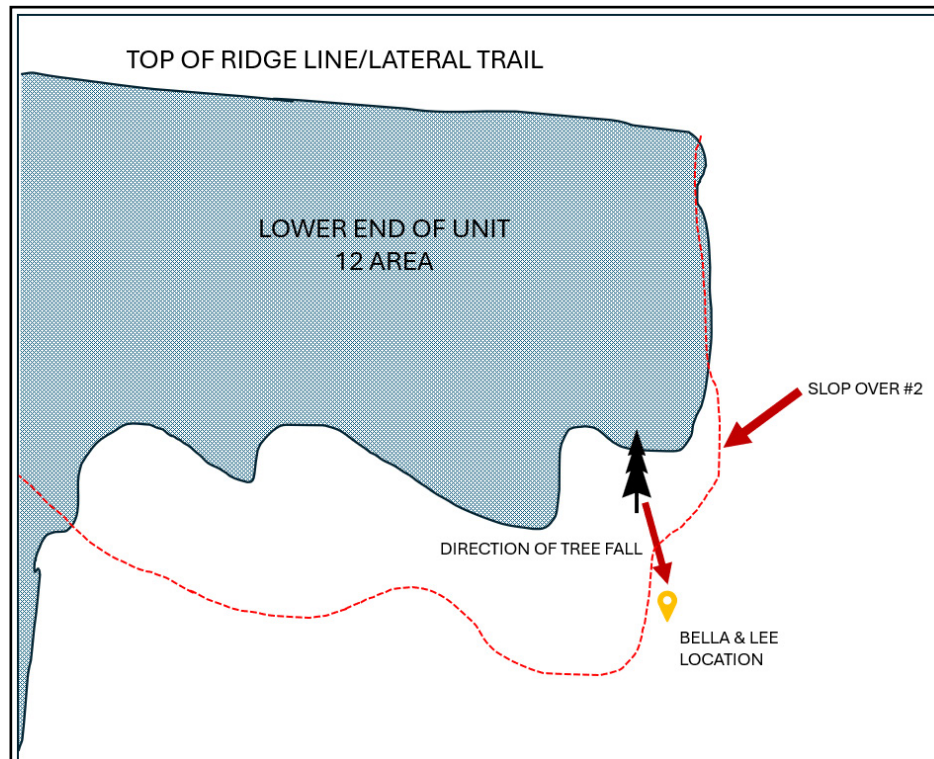 TOP OF RIDGE LINE/LATERAL TRAIL
LOWER END OF UNIT
12 AREA
SLOP OVER #2
DIRECTION OF TREE FALL
BELLA & LEE
LOCATION